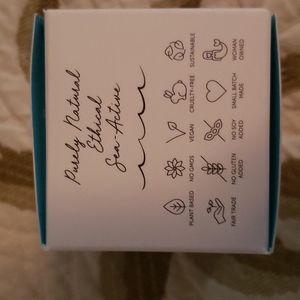 Purely Natural
Ethical
Sea-Active
SUSTAINABLE
WOMAN
OWNED
CRUELTY-FREE
SMALL BATCH
MADE
VEGAN
NO SOY
ADDED
NO GMOS
NO GLUTEN
ADDED
PLANT BASED
FAIR TRADE